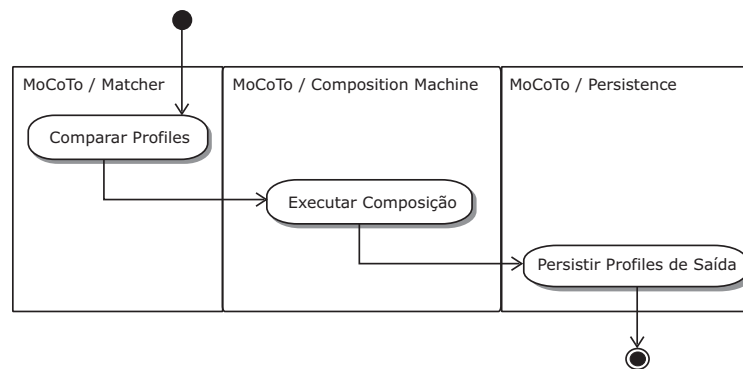 MoCoTo / Matcher
MoCoTo / Composition Machine
MoCoTo / Persistence
Comparar Profiles
Executar Composição
Persistir Profiles de Saída